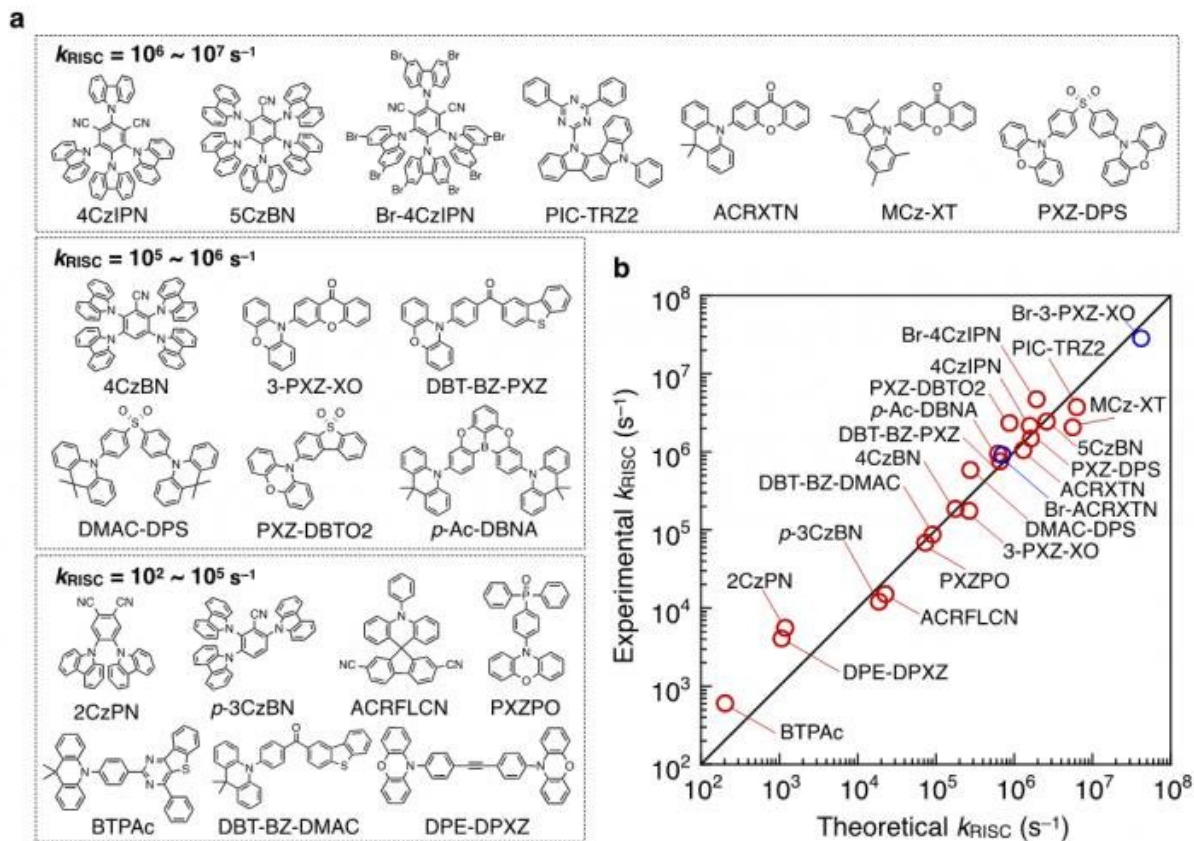 a
kRISC = 10⁶ ~ 10⁷ s⁻¹
4CzIPN
5CzBN
Br-4CzIPN
PIC-TRZ2
ACRXTN
MCz-XT
PXZ-DPS
kRISC = 10⁵ ~ 10⁶ s⁻¹
4CzBN
3-PXZ-XO
DBT-BZ-PXZ
DMAC-DPS
PXZ-DBTO2
p-Ac-DBNA
kRISC = 10² ~ 10⁵ s⁻¹
2CzPN
p-3CzBN
ACRFLCN
PXZPO
BTPAc
DBT-BZ-DMAC
DPE-DPXZ
b
Experimental kRISC (s⁻¹)
10⁸
10⁷
10⁶
10⁵
10⁴
10³
10²
Br-3-PXZ-XO
Br-4CzIPN
PIC-TRZ2
4CzIPN
PXZ-DBTO2
MCz-XT
p-Ac-DBNA
DBT-BZ-PXZ
5CzBN
4CzBN
PXZ-DPS
DBT-BZ-DMAC
ACRXTN
Br-ACRXTN
DMAC-DPS
p-3CzBN
3-PXZ-XO
2CzPN
PXZPO
ACRFLCN
DPE-DPXZ
BTPAc
10² 10³ 10⁴ 10⁵ 10⁶ 10⁷ 10⁸
Theoretical kRISC (s⁻¹)